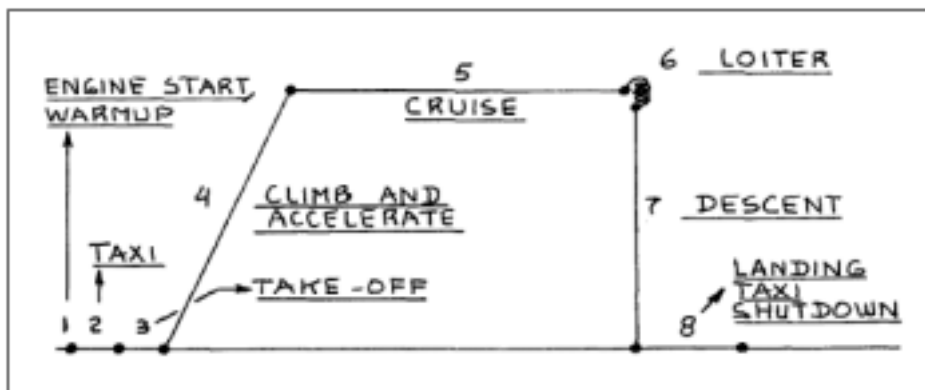 ENGINE START,
WARMUP
1
TAXI
2
3
TAKE-OFF
4
CLIMB AND
ACCELERATE
5
CRUISE
6 LOITER
7 DESCENT
8
LANDING
TAXI
SHUTDOWN